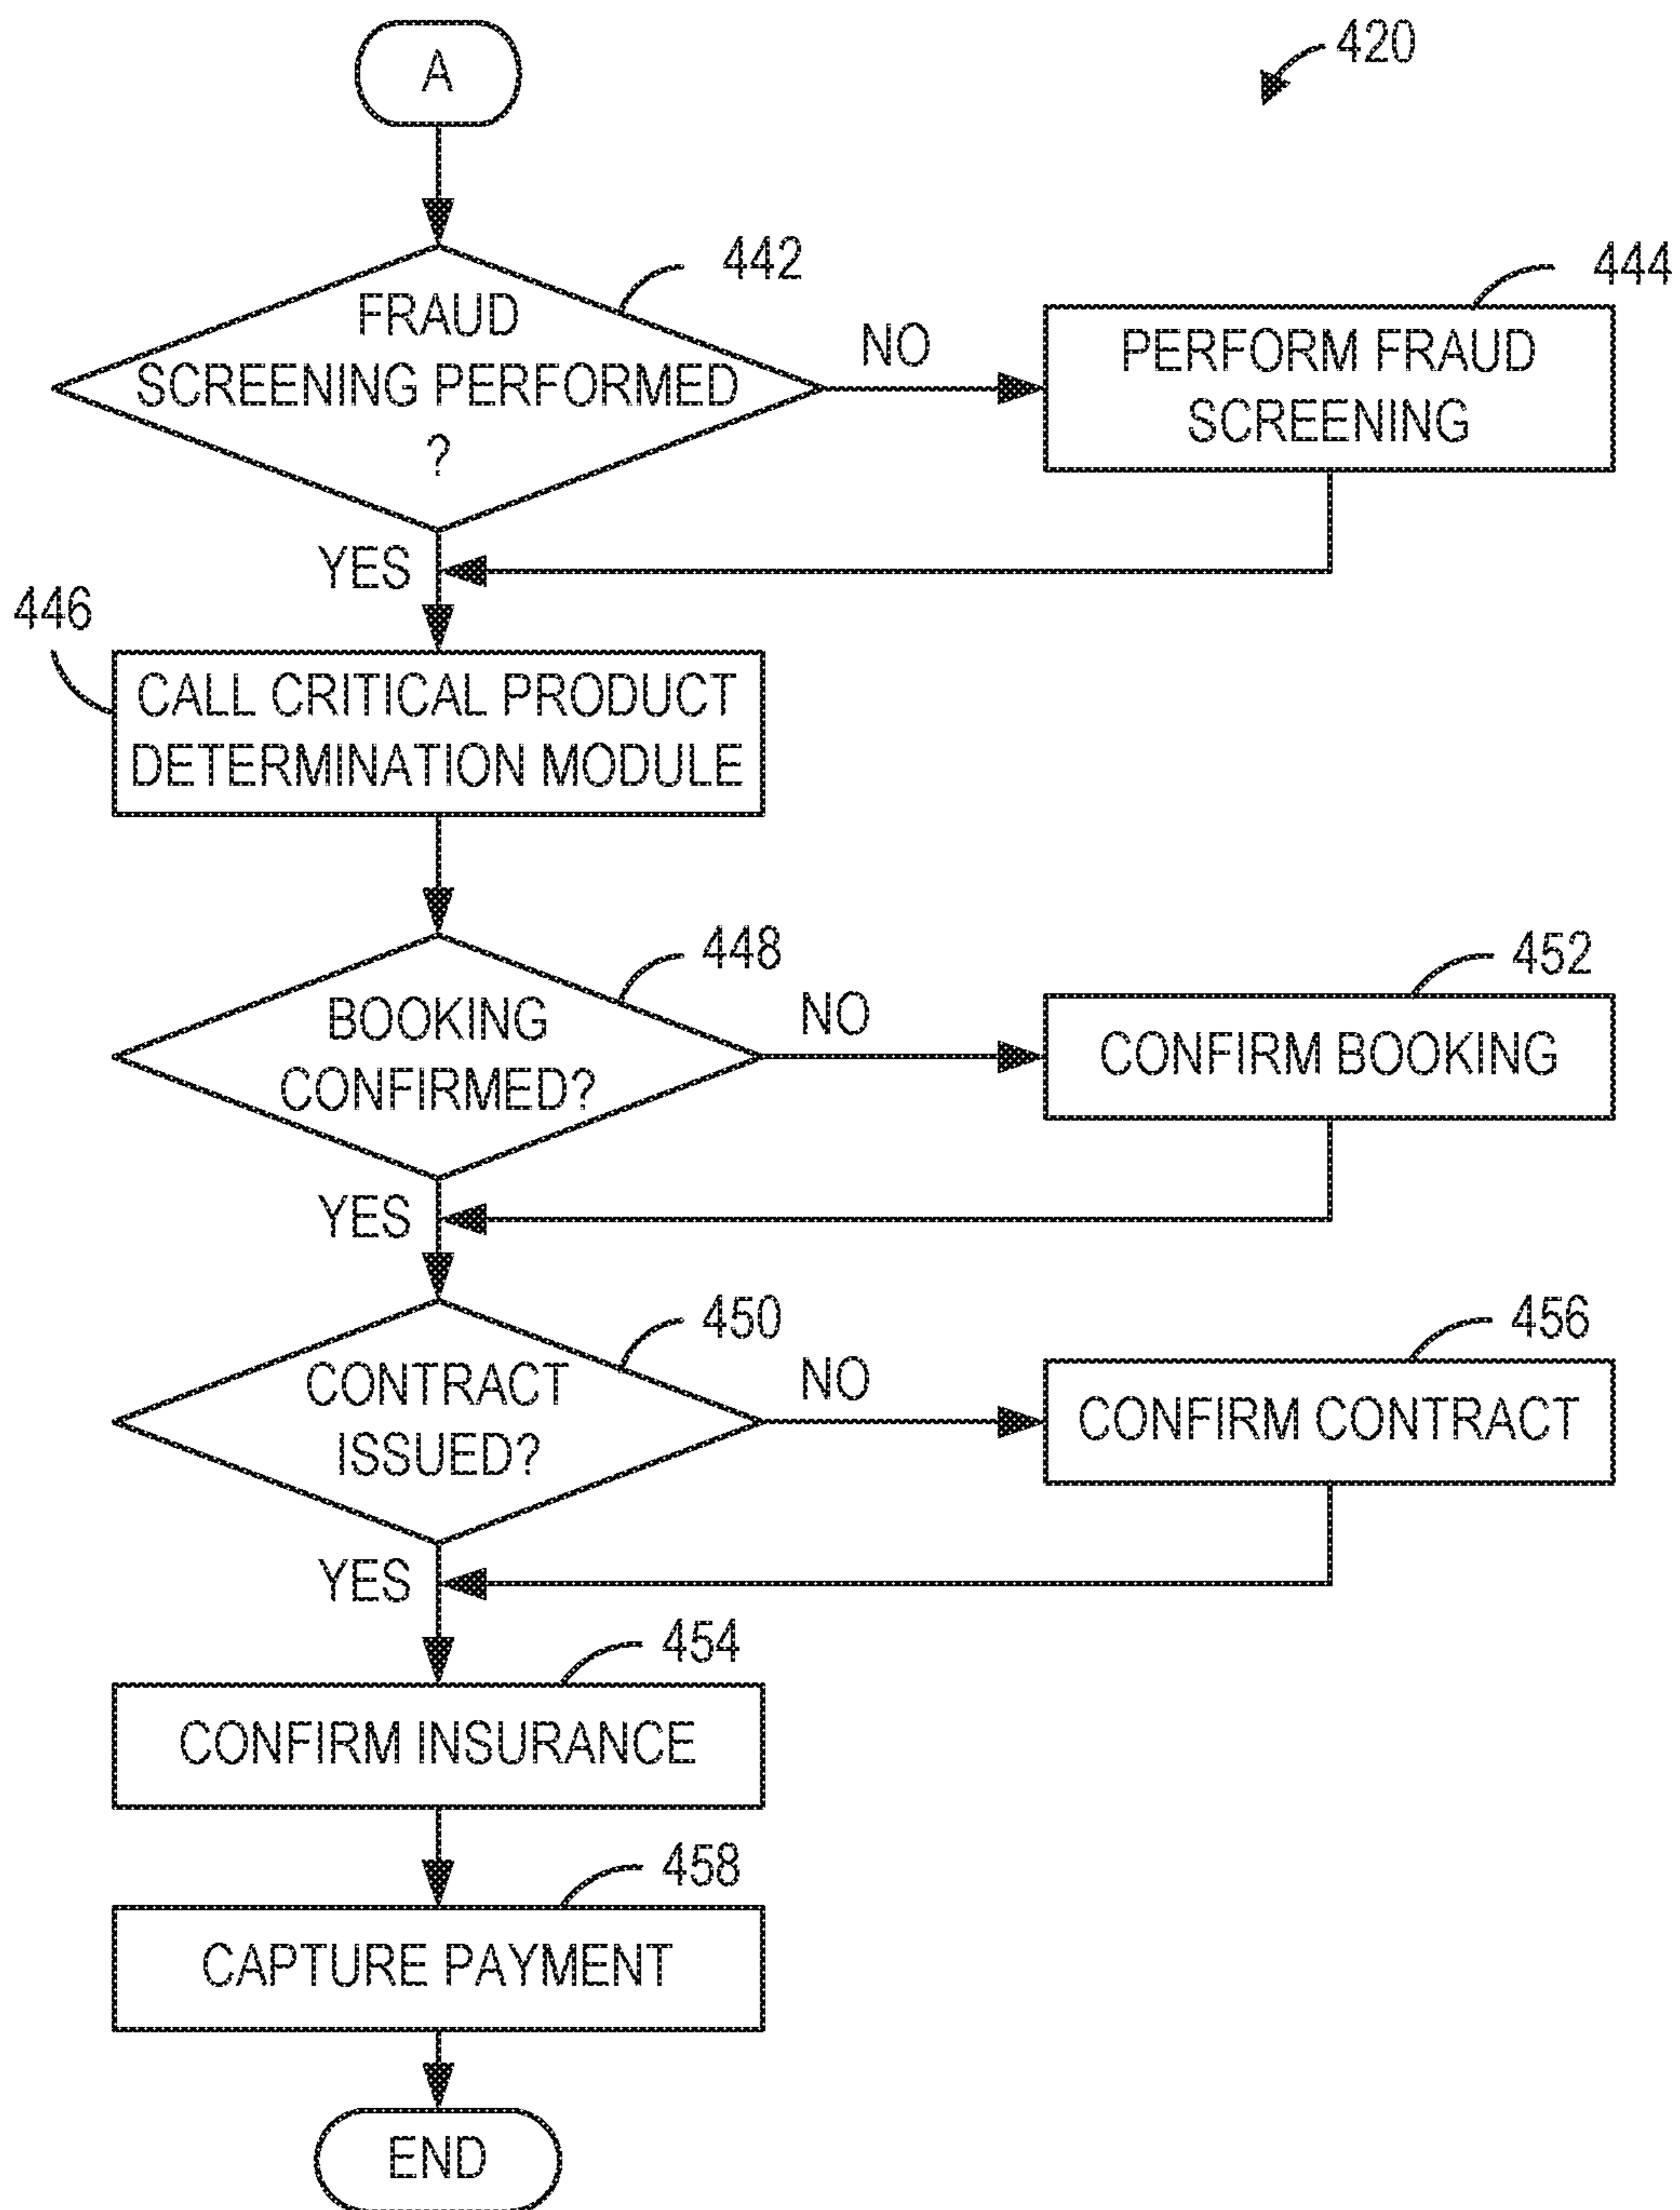 A
420
442
FRAUD
SCREENING PERFORMED
?
NO
444
PERFORM FRAUD
SCREENING
YES
446
CALL CRITICAL PRODUCT
DETERMINATION MODULE
448
BOOKING
CONFIRMED?
NO
452
CONFIRM BOOKING
YES
450
CONTRACT
ISSUED?
NO
456
CONFIRM CONTRACT
YES
454
CONFIRM INSURANCE
458
CAPTURE PAYMENT
END